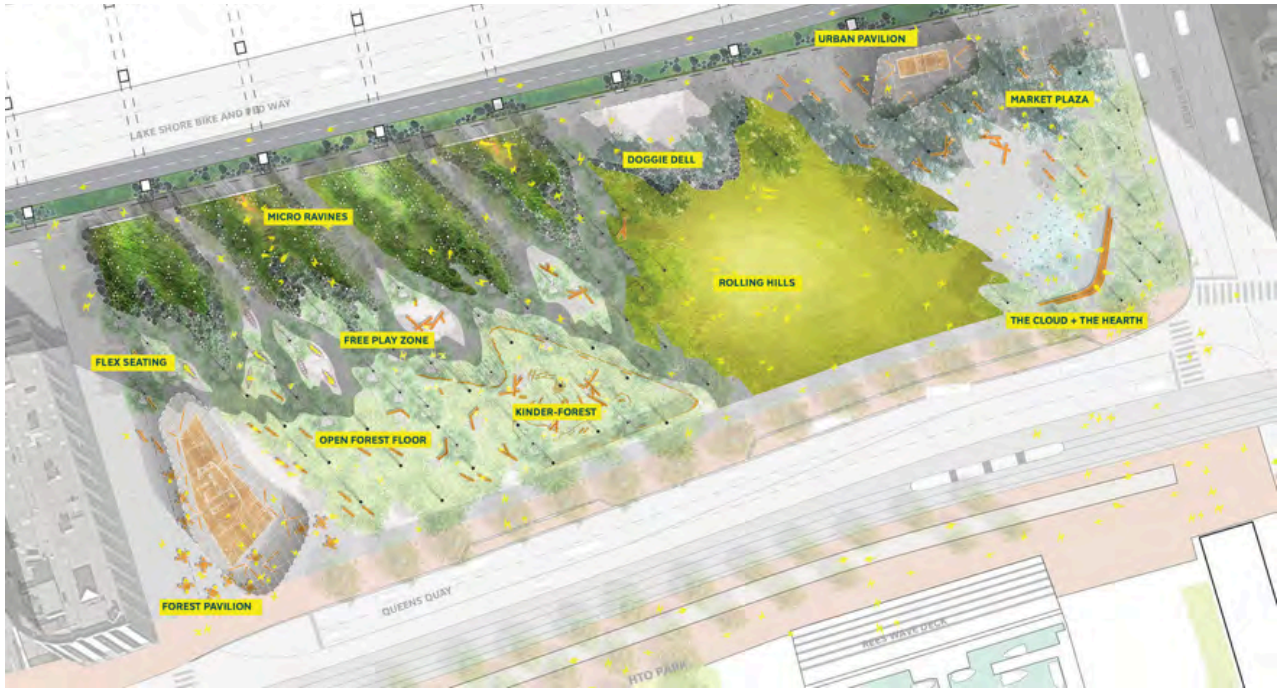 URBAN PAVILION
LAKE SHORE BIKE AND PED WAY
MARKET PLAZA
DOGGIE DELL
MICRO RAVINES
ROLLING HILLS
THE CLOUD + THE HEARTH
FREE PLAY ZONE
FLEX SEATING
KINDER-FOREST
OPEN FOREST FLOOR
FOREST PAVILION
QUEENS QUAY
REES WAVE DECK
HTO PARK